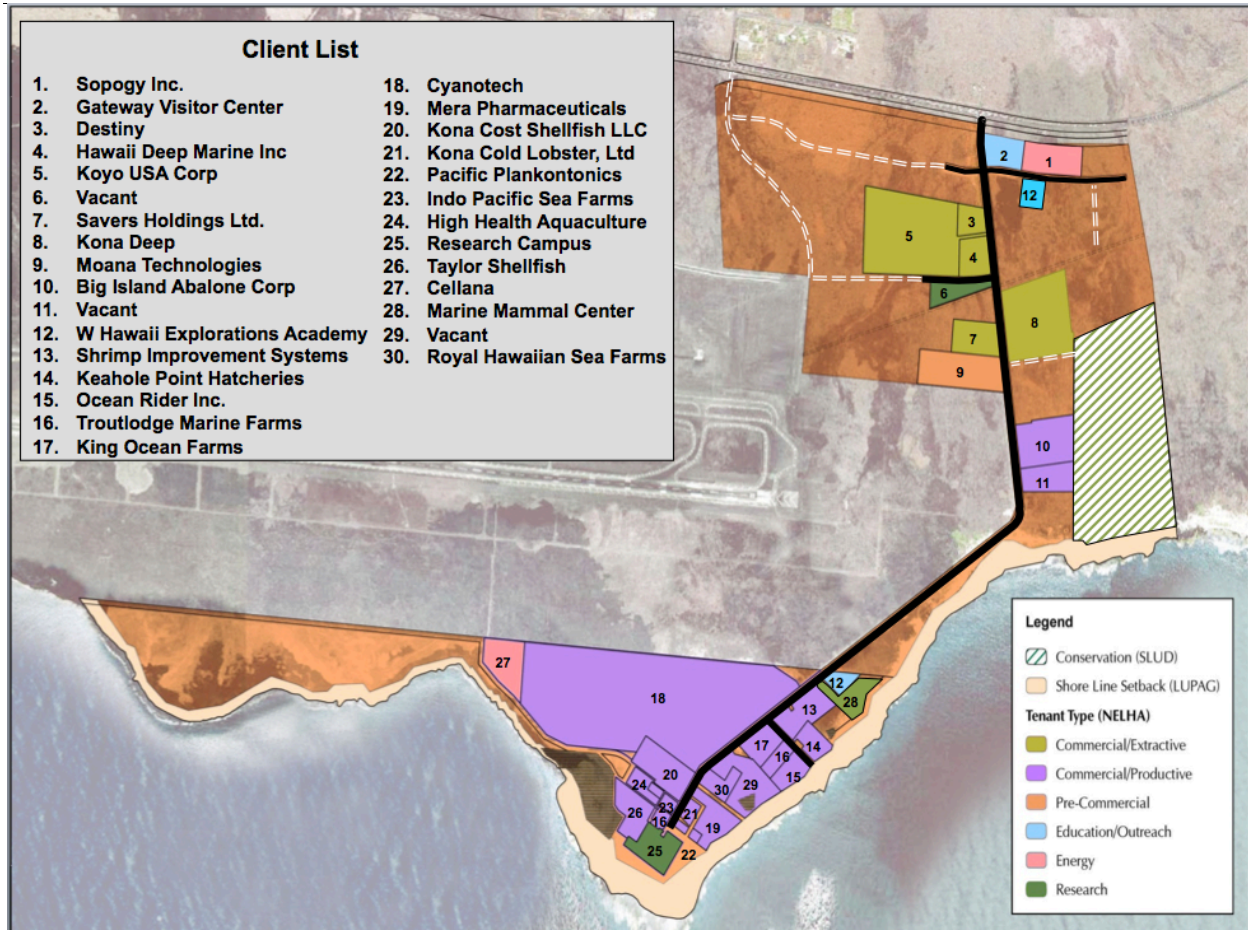 Client List
1. Sopogy Inc.
2. Gateway Visitor Center
3. Destiny
4. Hawaii Deep Marine Inc
5. Koyo USA Corp
6. Vacant
7. Savers Holdings Ltd.
8. Kona Deep
9. Moana Technologies
10. Big Island Abalone Corp
11. Vacant
12. W Hawaii Explorations Academy
13. Shrimp Improvement Systems
14. Keahole Point Hatcheries
15. Ocean Rider Inc.
16. Troutlodge Marine Farms
17. King Ocean Farms
18. Cyanotech
19. Mera Pharmaceuticals
20. Kona Cost Shellfish LLC
21. Kona Cold Lobster, Ltd
22. Pacific Planktonics
23. Indo Pacific Sea Farms
24. High Health Aquaculture
25. Research Campus
26. Taylor Shellfish
27. Cellana
28. Marine Mammal Center
29. Vacant
30. Royal Hawaiian Sea Farms
2
1
12
3
5
4
6
8
7
9
10
11
27
12
18
28
13
17
14
16
20
15
24
30
29
23
26
21
16
19
25
22
Legend
Conservation (SLUD)
Shore Line Setback (LUPAG)
Tenant Type (NELHA)
Commercial/Extractive
Commercial/Productive
Pre-Commercial
Education/Outreach
Energy
Research